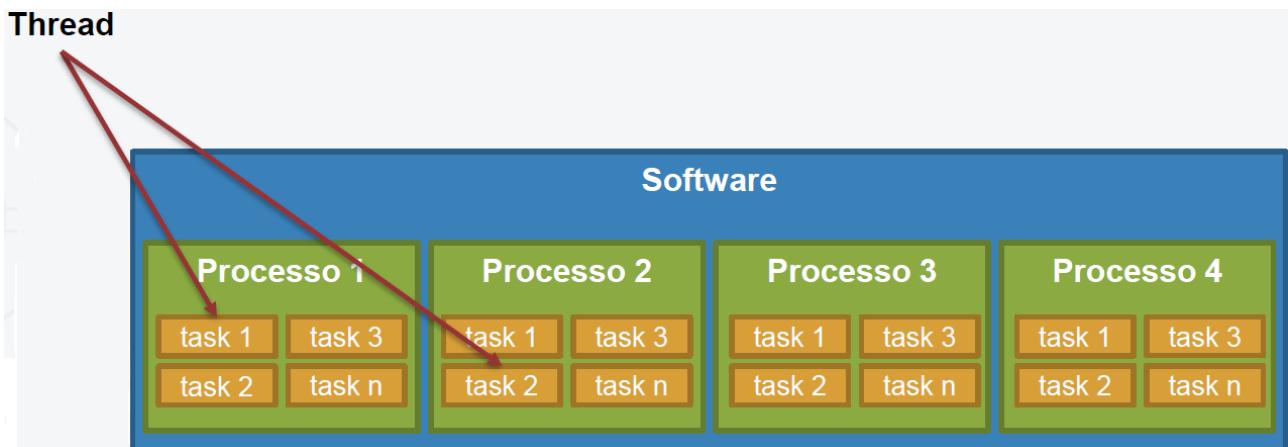 Thread
Software
Processo 1
Processo 2
Processo 3
Processo 4
task 1 task 3
task 2 task n
task 1 task 3
task 2 task n
task 1 task 3
task 2 task n
task 1 task 3
task 2 task n